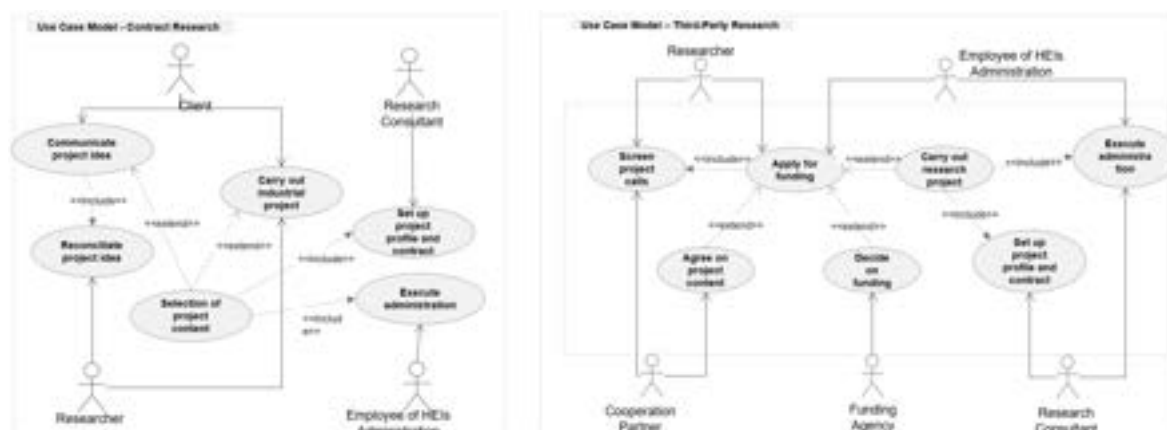 Use Case Model - Contract Research
Client
Research
Consultant
Communicate
project idea
Carry out
industrial
project
<<include>>
<<extend>>
<<extend>>
Set up
project
profile and
contract
Reconciliate
project idea
<<include>>
Selection of
project
content
Execute
administration
<<includ
e>>
Researcher
Employee of HEIs
Administration
Use Case Model - Third-Party Research
Researcher
Employee of HEIs
Administration
Screen
project
calls
<<include>>
Apply for
funding
<<extend>>
Carry out
research
project
<<include>>
Execute
administra
tion
<<extend>>
<<extend>>
<<include>>
Agree on
project
content
Decide
on
funding
Set up
project
profile and
contract
Cooperation
Partner
Funding
Agency
Research
Consultant